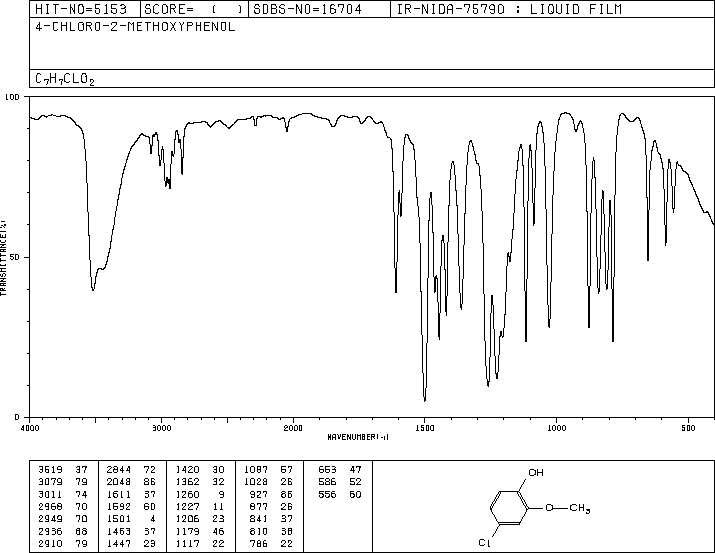 HIT-NO=5153 SCORE= ( ) SDBS-NO=16704 IR-NIDA-75790 : LIQUID FILM
4-CHLORO-2-METHOXYPHENOL
C7H7CLO2
100
50
0
TRANSMITTANCE(%)
4000 3000 2000 1500 1000 500
WAVENUMBER(-1)
3519 37 2844 72 1420 30 1087 57 653 47
3079 79 2048 86 1362 32 1028 26 586 52
3011 74 1611 37 1260 9 927 86 556 60
2968 70 1592 60 1227 11 877 26
2949 70 1501 4 1206 23 841 37
2936 68 1463 37 1179 46 810 38
2910 79 1447 23 1117 22 786 22
OH
O CH3
Cl